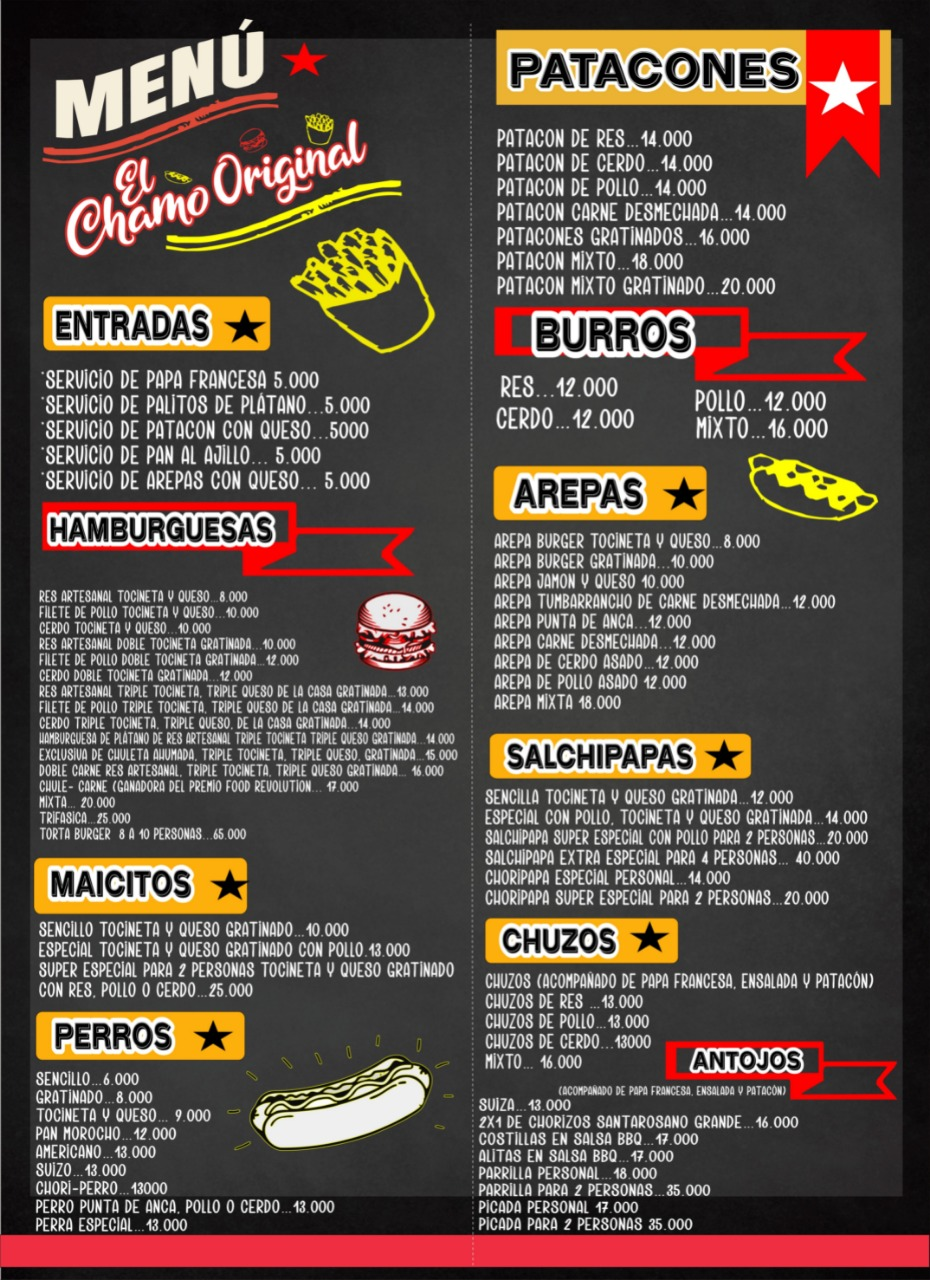 MENÚ
El
Chamo Original
ENTRADAS
*SERVICIO DE PAPA FRANCESA 5.000
*SERVICIO DE PALITOS DE PLÁTANO...5.000
*SERVICIO DE PATACON CON QUESO...5000
*SERVICIO DE PAN AL AJILLO... 5.000
*SERVICIO DE AREPAS CON QUESO... 5.000
HAMBURGUESAS
RES ARTESANAL TOCINETA Y QUESO...8.000
FILETE DE POLLO TOCINETA Y QUESO...10.000
CERDO TOCINETA Y QUESO...10.000
RES ARTESANAL DOBLE TOCINETA GRATINADA...10.000
FILETE DE POLLO DOBLE TOCINETA GRATINADA...12.000
CERDO DOBLE TOCINETA GRATINADA...12.000
RES ARTESANAL TRIPLE TOCINETA, TRIPLE QUESO DE LA CASA GRATINADA...13.000
FILETE DE POLLO TRIPLE TOCINETA, TRIPLE QUESO DE LA CASA GRATINADA...14.000
CERDO TRIPLE TOCINETA, TRIPLE QUESO, DE LA CASA GRATINADA...14.000
HAMBURGUESA DE PLÁTANO DE RES ARTESANAL TRIPLE TOCINETA TRIPLE QUESO GRATINADA...14.000
EXCLUSIVA DE CHULETA AHUMADA, TRIPLE TOCINETA, TRIPLE QUESO, GRATINADA...15.000
DOBLE CARNE RES ARTESANAL, TRIPLE TOCINETA, TRIPLE QUESO GRATINADA... 16.000
CHULE- CARNE (GANADORA DEL PREMIO FOOD REVOLUTION... 17.000
MIXTA... 20.000
TRIFASICA...25.000
TORTA BURGER 8 A 10 PERSONAS...65.000
MAICITOS
SENCILLO TOCINETA Y QUESO GRATINADO...10.000
ESPECIAL TOCINETA Y QUESO GRATINADO CON POLLO.13.000
SUPER ESPECIAL PARA 2 PERSONAS TOCINETA Y QUESO GRATINADO
CON RES, POLLO O CERDO...25.000
PERROS
SENCILLO...6.000
GRATINADO...8.000
TOCINETA Y QUESO... 9.000
PAN MOROCHO...12.000
AMERICANO...13.000
SUIZO...13.000
CHORI-PERRO...13000
PERRO PUNTA DE ANCA, POLLO O CERDO...13.000
PERRA ESPECIAL...13.000
PATACONES
PATACON DE RES...14.000
PATACON DE CERDO...14.000
PATACON DE POLLO...14.000
PATACON CARNE DESMECHADA...14.000
PATACONES GRATINADOS...16.000
PATACON MIXTO...18.000
PATACON MIXTO GRATINADO...20.000
BURROS
RES...12.000
CERDO...12.000
POLLO...12.000
MIXTO...16.000
AREPAS
AREPA BURGER TOCINETA Y QUESO...8.000
AREPA BURGER GRATINADA...10.000
AREPA JAMON Y QUESO 10.000
AREPA TUMBARRANCHO DE CARNE DESMECHADA...12.000
AREPA PUNTA DE ANCA...12.000
AREPA CARNE DESMECHADA...12.000
AREPA DE CERDO ASADO...12.000
AREPA DE POLLO ASADO 12.000
AREPA MIXTA 18.000
SALCHIPAPAS
SENCILLA TOCINETA Y QUESO GRATINADA...12.000
ESPECIAL CON POLLO, TOCINETA Y QUESO GRATINADA...14.000
SALCHIPAPA SUPER ESPECIAL CON POLLO PARA 2 PERSONAS...20.000
SALCHIPAPA EXTRA ESPECIAL PARA 4 PERSONAS... 40.000
CHORIPAPA ESPECIAL PERSONAL...14.000
CHORIPAPA SUPER ESPECIAL PARA 2 PERSONAS...20.000
CHUZOS
CHUZOS (ACOMPAÑADO DE PAPA FRANCESA, ENSALADA Y PATACÓN)
CHUZOS DE RES ...13.000
CHUZOS DE POLLO...13.000
CHUZOS DE CERDO...13000
MIXTO... 16.000
ANTOJOS
(ACOMPAÑADO DE PAPA FRANCESA, ENSALADA Y PATACÓN)
SUIZA...13.000
2X1 DE CHORIZOS SANTAROSANO GRANDE...16.000
COSTILLAS EN SALSA BBQ...17.000
ALITAS EN SALSA BBQ...17.000
PARRILLA PERSONAL...18.000
PARRILLA PARA 2 PERSONAS...35.000
PICADA PERSONAL 17.000
PICADA PARA 2 PERSONAS 35.000